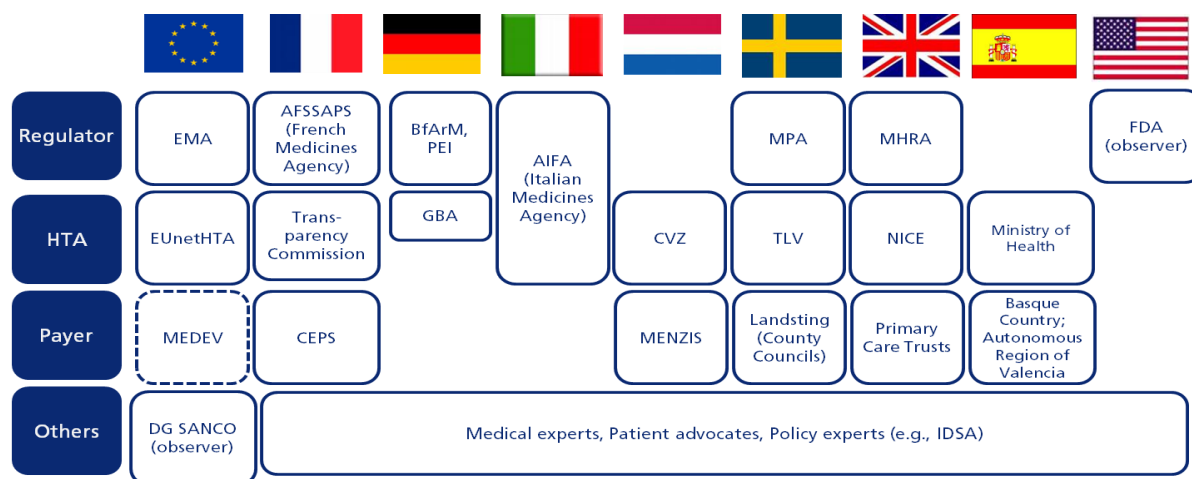 Regulator
EMA
AFSSAPS
(French
Medicines
Agency)
BfArM,
PEI
AIFA
(Italian
Medicines
Agency)
MPA
MHRA
FDA
(observer)
HTA
EUnetHTA
Trans-
parency
Commission
GBA
CVZ
TLV
NICE
Ministry of
Health
Payer
MEDEV
CEPS
MENZIS
Landsting
(County
Councils)
Primary
Care Trusts
Basque
Country;
Autonomous
Region of
Valencia
Others
DG SANCO
(observer)
Medical experts, Patient advocates, Policy experts (e.g., IDSA)